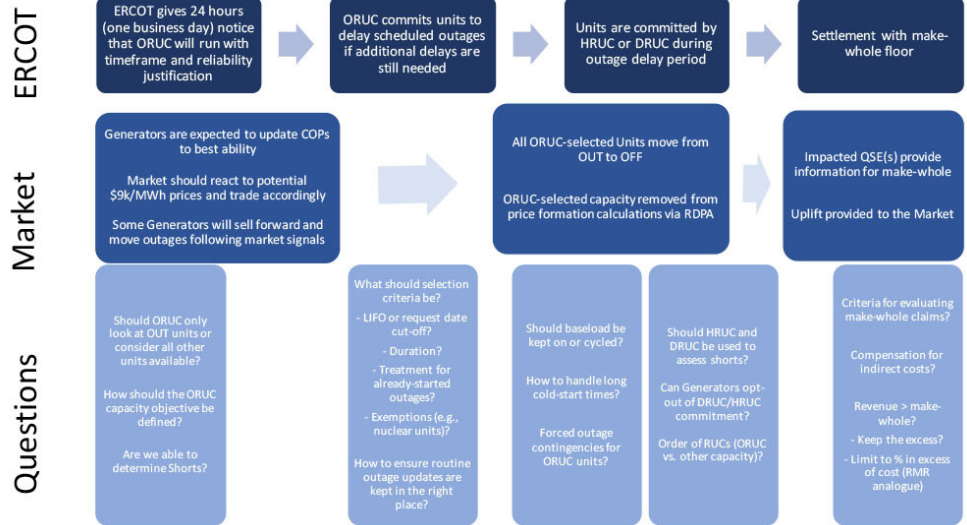 ERCOT
ERCOT gives 24 hours
(one business day) notice
that ORUC will run with
timeframe and reliability
justification
ORUC commits units to
delay scheduled outages
if additional delays are
still needed
Units are committed by
HRUC or DRUC during
outage delay period
Settlement with make-
whole floor
Market
Generators are expected to update COPs
to best ability
Market should react to potential
$9k/MWh prices and trade accordingly
Some Generators will sell forward and
move outages following market signals
All ORUC-selected Units move from
OUT to OFF
ORUC-selected capacity removed from
price formation calculations via RDPA
Impacted QSE(s) provide
information for make-whole
Uplift provided to the Market
Questions
Should ORUC only
look at OUT units or
consider all other
units available?
How should the ORUC
capacity objective be
defined?
Are we able to
determine Shorts?
What should selection
criteria be?
- LIFO or request date
cut-off?
- Duration?
- Treatment for
already-started
outages?
- Exemptions (e.g.,
nuclear units)?
How to ensure routine
outage updates are
kept in the right
place?
Should baseload be
kept on or cycled?
How to handle long
cold-start times?
Forced outage
contingencies for
ORUC units?
Should HRUC and
DRUC be used to
assess shorts?
Can Generators opt-
out of DRUC/HRUC
commitment?
Order of RUCs (ORUC
vs. other capacity)?
Criteria for evaluating
make-whole claims?
Compensation for
indirect costs?
Revenue > make-
whole?
- Keep the excess?
- Limit to % in excess
of cost (RMR
analogue)